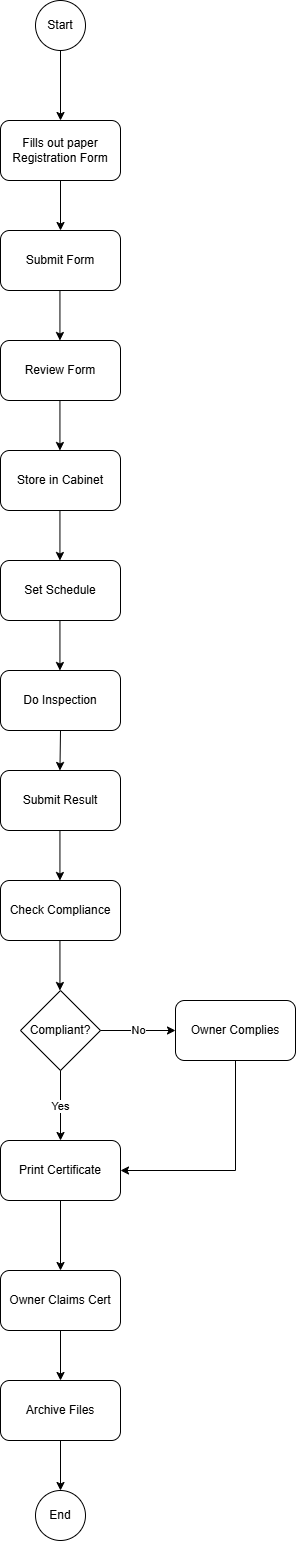 Start
Fills out paper
Registration Form
Submit Form
Review Form
Store in Cabinet
Set Schedule
Do Inspection
Submit Result
Check Compliance
Compliant?
No
Owner Complies
Yes
Print Certificate
Owner Claims Cert
Archive Files
End